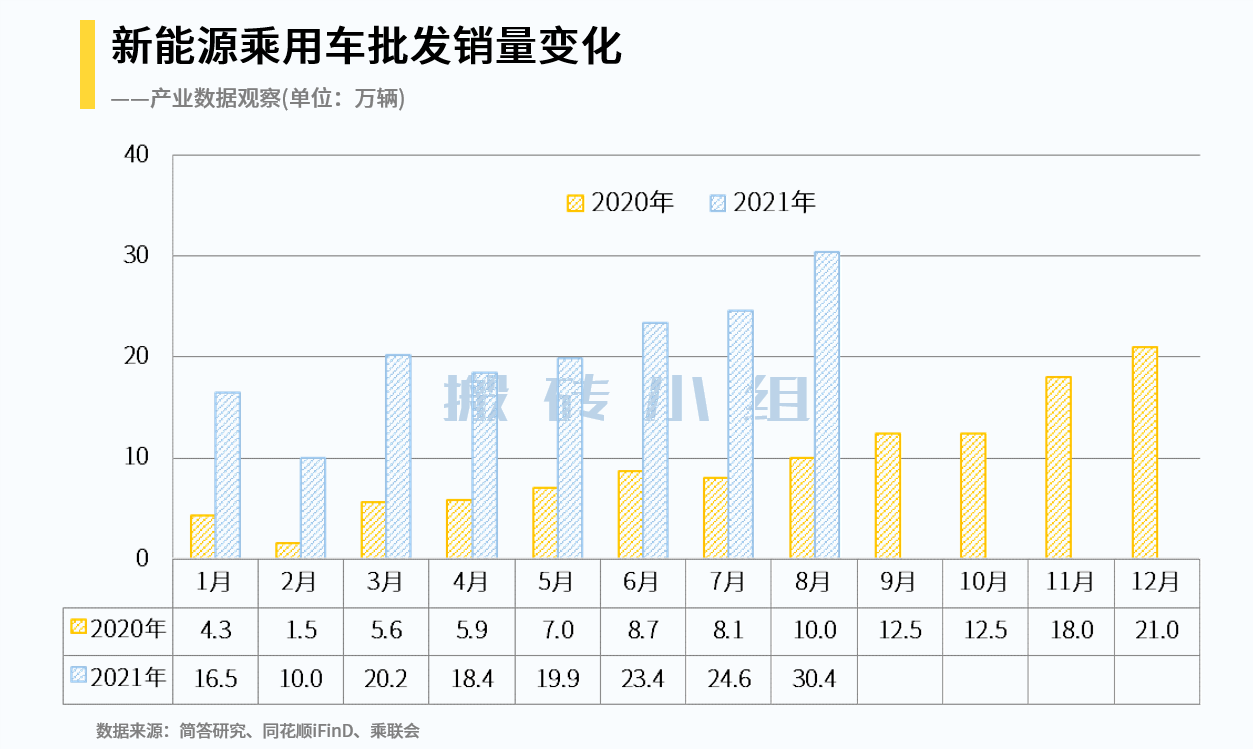 新能源乘用车批发销量变化
——产业数据观察(单位：万辆)
40
2020年 2021年
30
20
搬砖小组
10
0
1月 2月 3月 4月 5月 6月 7月 8月 9月 10月 11月 12月
2020年 4.3 1.5 5.6 5.9 7.0 8.7 8.1 10.0 12.5 12.5 18.0 21.0
2021年 16.5 10.0 20.2 18.4 19.9 23.4 24.6 30.4
数据来源：简答研究、同花顺iFinD、乘联会